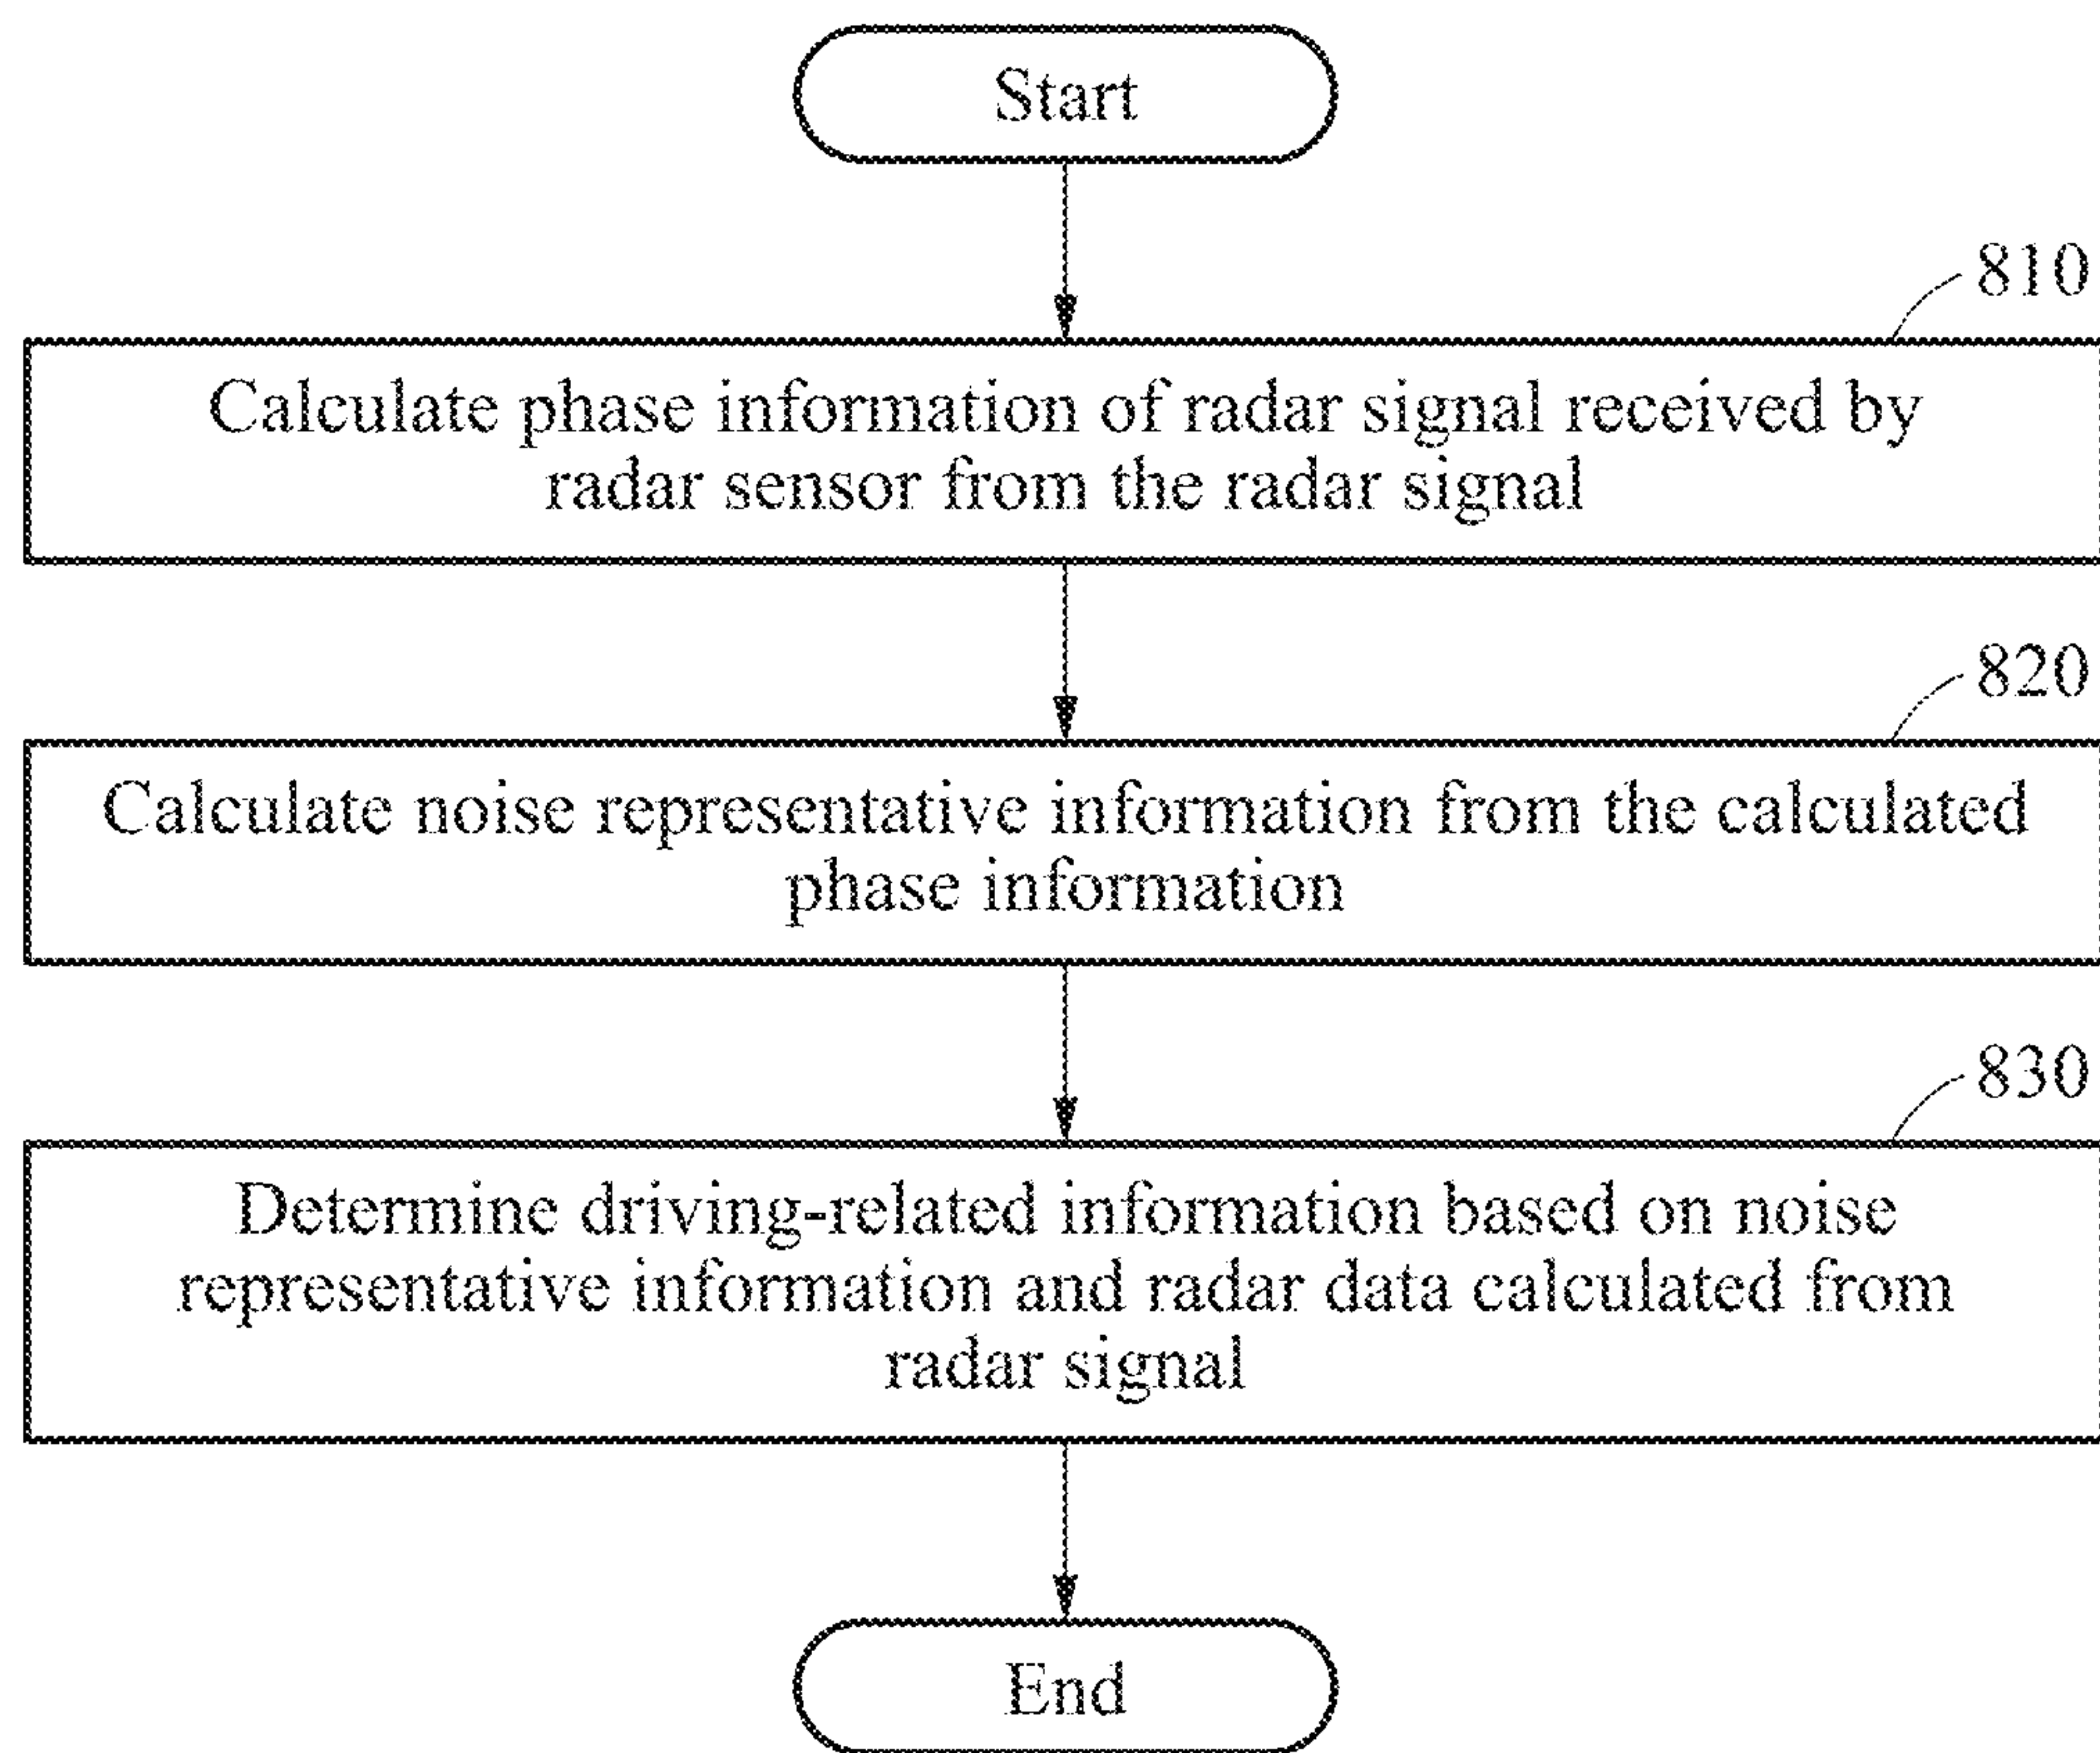 Start
810
Calculate phase information of radar signal received by
radar sensor from the radar signal
820
Calculate noise representative information from the calculated
phase information
830
Determine driving-related information based on noise
representative information and radar data calculated from
radar signal
End